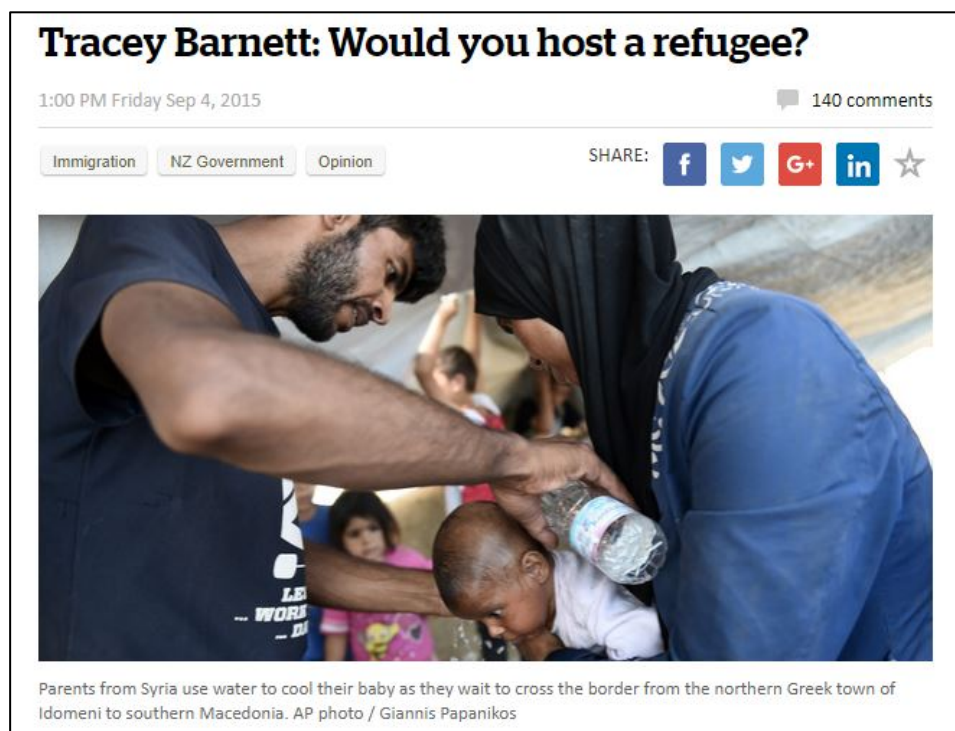 Tracey Barnett: Would you host a refugee?
1:00 PM Friday Sep 4, 2015
140 comments
Immigration
NZ Government
Opinion
SHARE:
f
G+
in
... WORK
Parents from Syria use water to cool their baby as they wait to cross the border from the northern Greek town of
Idomeni to southern Macedonia. AP photo / Giannis Papanikos